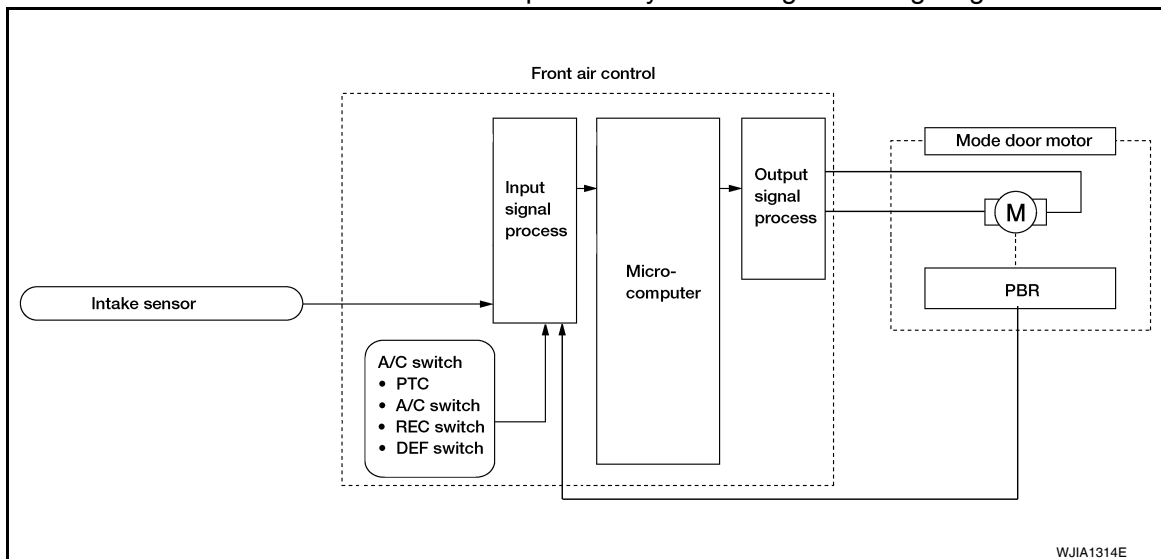 Front air control
Mode door motor
Input
signal
process
Output
signal
process
M
Micro-
computer
PBR
Intake sensor
A/C switch
• PTC
• A/C switch
• REC switch
• DEF switch
WJIA1314E